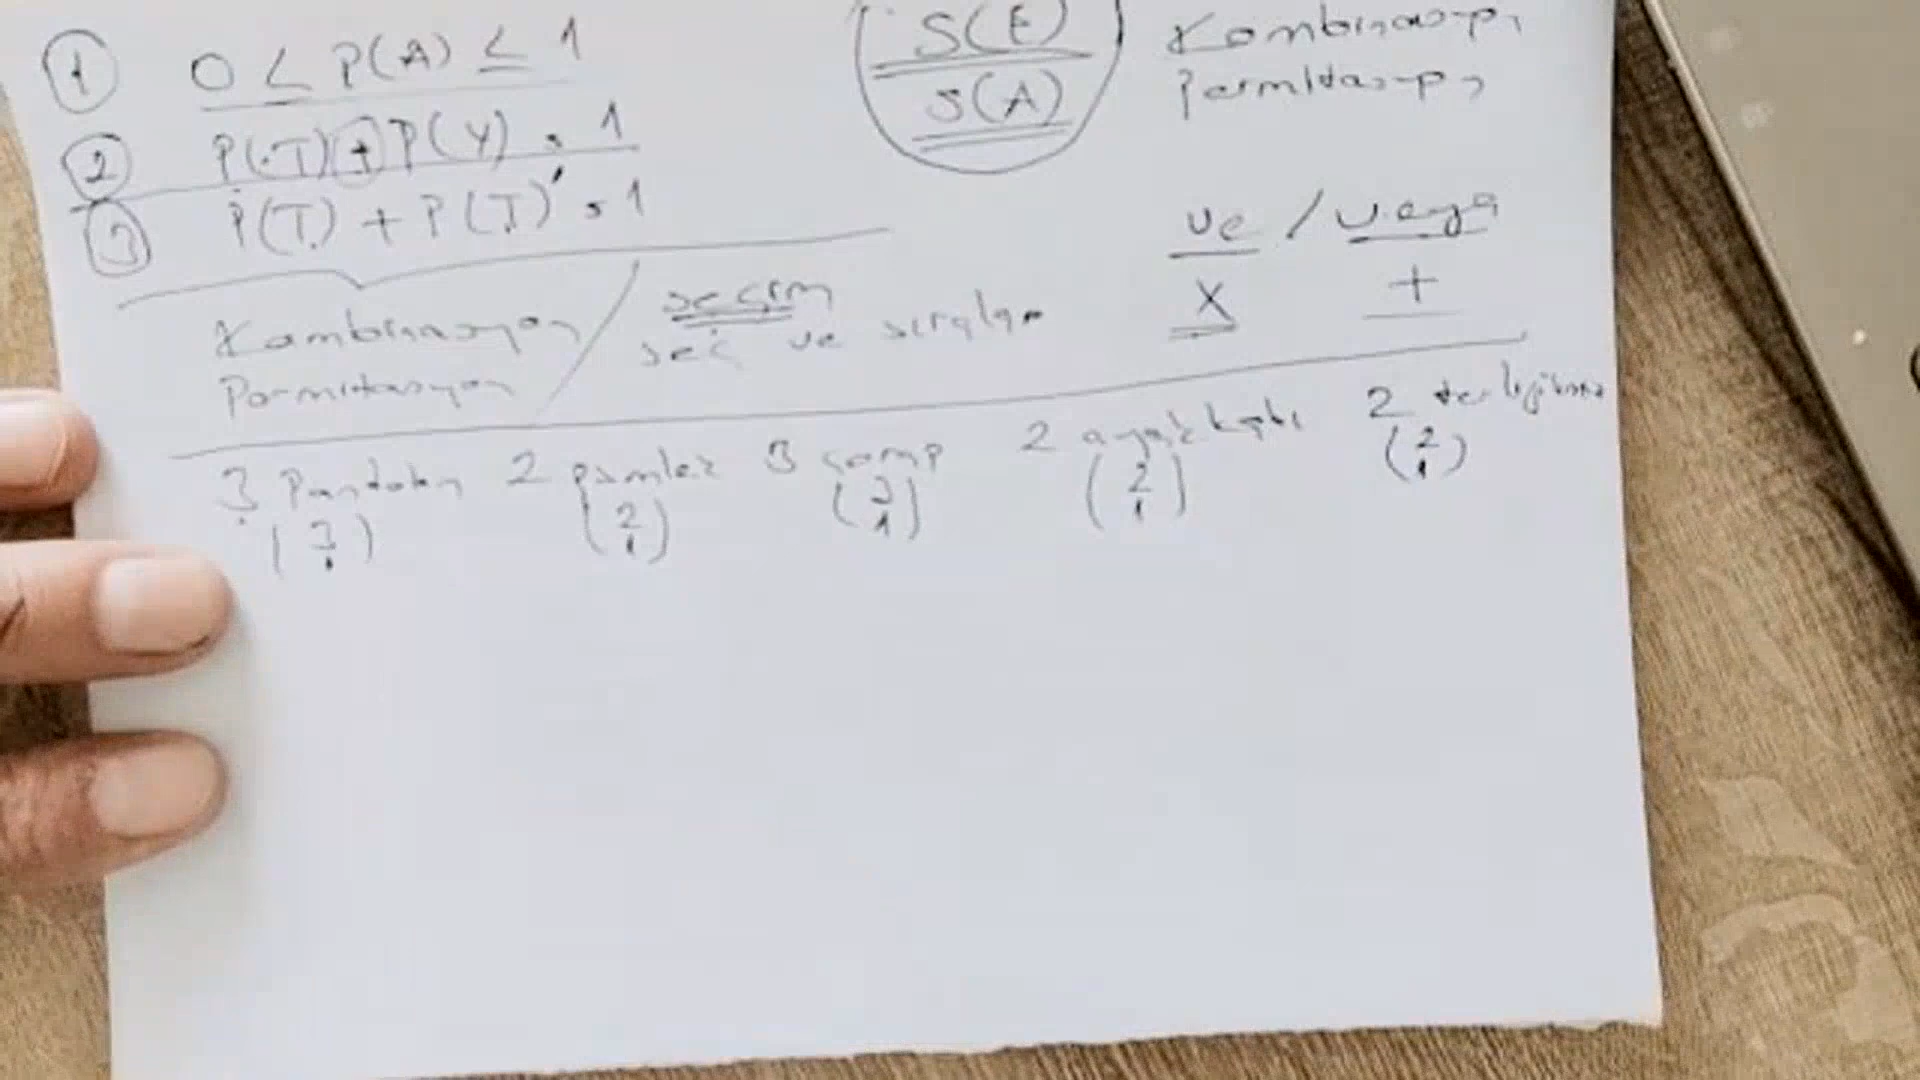 1 0 ≤ P(A) ≤ 1
S(E)
S(A)
Kombinasyon
Permütasyon
2 P(T) + P(Y) = 1
3 P(T) + P(T)' = 1
ve / veya
x +
Kombinasyon / seçim
Permütasyon seç ve sırala
3 Pantolon 2 gömlek 3 çorap 2 ayakkabı 2
(3 1) (2 1) (3 1) (2 1) (2 1)